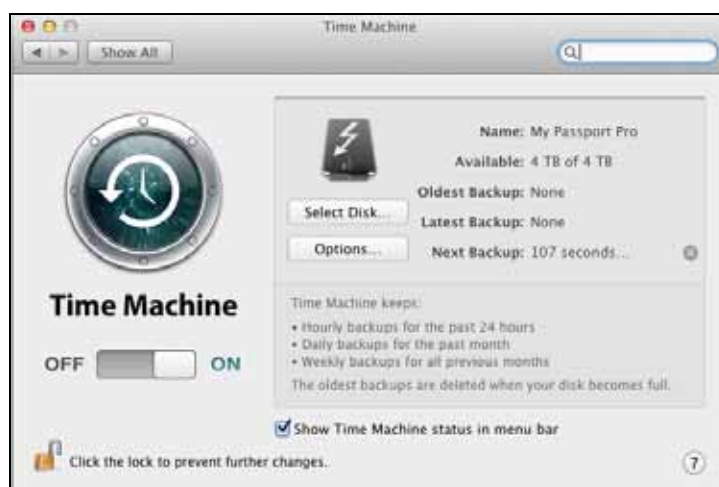 Time Machine
Show All
Name: My Passport Pro
Available: 4 TB of 4 TB
Oldest Backup: None
Select Disk...
Latest Backup: None
Options...
Next Backup: 107 seconds...
Time Machine
OFF ON
Time Machine keeps:
• Hourly backups for the past 24 hours
• Daily backups for the past month
• Weekly backups for all previous months
The oldest backups are deleted when your disk becomes full.
Show Time Machine status in menu bar
Click the lock to prevent further changes.
?